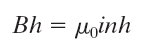 Bh = μ₀inh